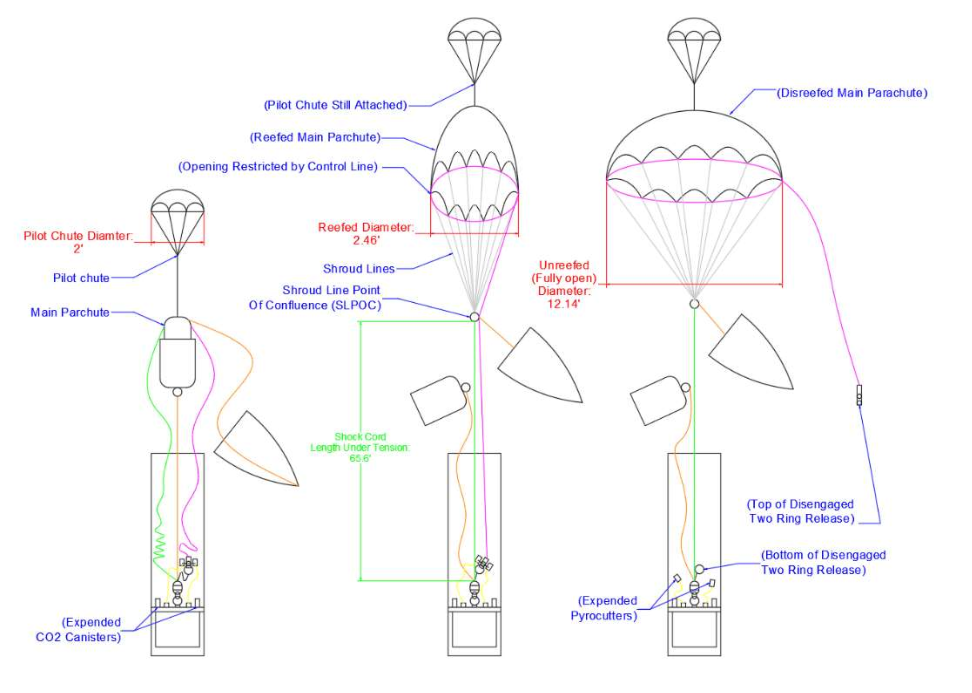 Pilot Chute Diamter:
2'
Pilot chute
Main Parachute
(Expended
CO2 Canisters)
(Pilot Chute Still Attached)
(Reefed Main Parchute)
(Opening Restricted by Control Line)
Reefed Diameter:
2.46'
Shroud Lines
Shroud Line Point
Of Confluence (SLPOC)
Shock Cord
Length Under Tension:
65.6'
(Disreefed Main Parachute)
Unreefed
(Fully open)
Diameter:
12.14'
(Top of Disengaged
Two Ring Release)
(Bottom of Disengaged
Two Ring Release)
(Expended
Pyrocutters)